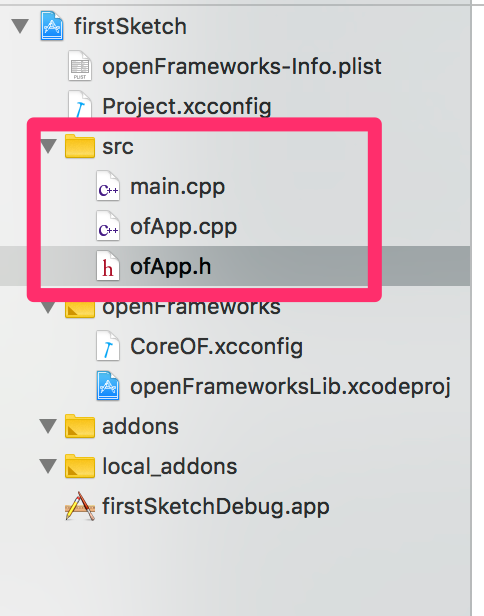 firstSketch
openFrameworks-Info.plist
Project.xcconfig
src
main.cpp
ofApp.cpp
ofApp.h
openFrameworks
CoreOF.xcconfig
openFrameworksLib.xcodeproj
addons
local_addons
firstSketchDebug.app